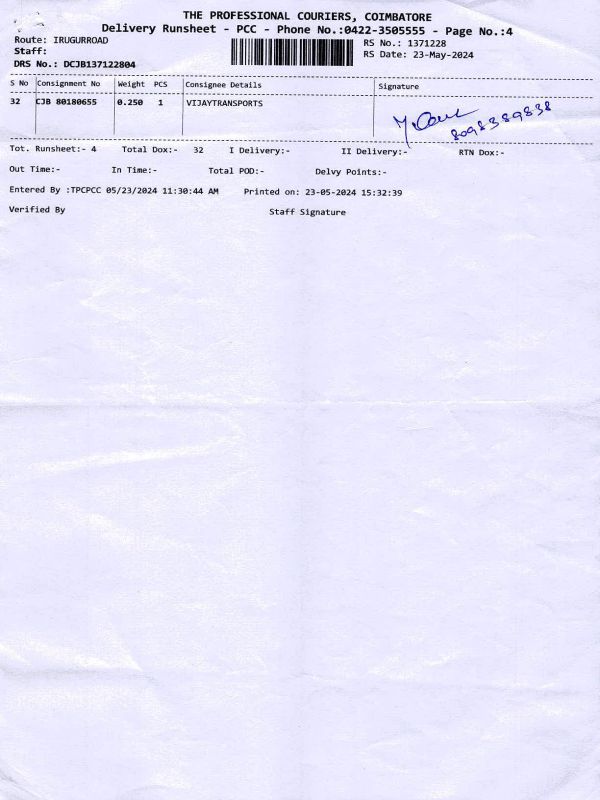 THE PROFESSIONAL COURIERS, COIMBATORE
Delivery Runsheet - PCC - Phone No.:0422-3505555 - Page No.:4
Route: IRUGURROAD
RS No.: 1371228
Staff:
RS Date: 23-May-2024
DRS No.: DCJB137122804
S No Consignment No Weight PCS Consignee Details Signature
32 CJB 80180655 0.250 1 VIJAYTRANSPORTS
8098389838
Tot. Runsheet:- 4 Total Dox:- 32 I Delivery:- II Delivery:- RTN Dox:-
Out Time:- In Time:- Total POD:- Delvy Points:-
Entered By :TPCPCC 05/23/2024 11:30:44 AM Printed on: 23-05-2024 15:32:39
Verified By Staff Signature